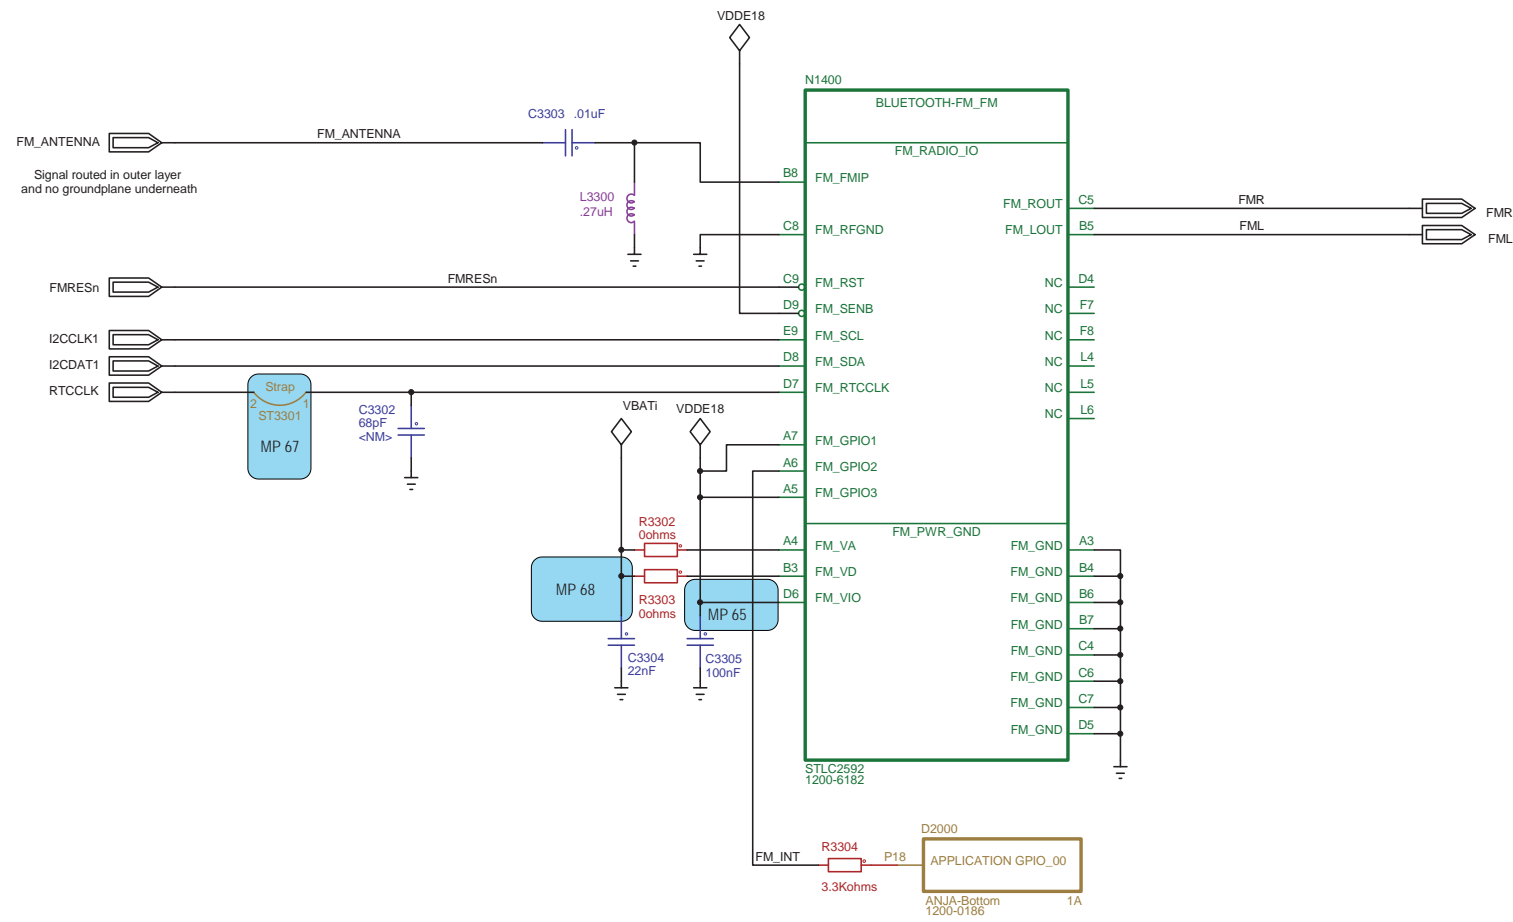 VDDE18
N1400
BLUETOOTH-FM_FM
C3303 .01uF
FM_ANTENNA
FM_ANTENNA
FM_RADIO_IO
Signal routed in outer layer
and no groundplane underneath
B8 FM_FMIP
L3300
.27uH
FM_ROUT C5 FMR
FMR
C8 FM_RFGND
FM_LOUT B5 FML
FML
FMRESn
FMRESn
C9 FM_RST
NC D4
D9 FM_SENB
NC F7
I2CCLK1
E9 FM_SCL
NC F8
I2CDAT1
D8 FM_SDA
NC L4
RTCCLK
Strap
2 1
ST3301
MP 67
C3302
68pF
<NM>
D7 FM_RTCCLK
NC L5
NC L6
VBATi
VDDE18
A7 FM_GPIO1
A6 FM_GPIO2
A5 FM_GPIO3
R3302
0ohms
FM_PWR_GND
A4 FM_VA
FM_GND A3
MP 68
B3 FM_VD
FM_GND B4
R3303
0ohms
MP 65
D6 FM_VIO
FM_GND B6
FM_GND B7
C3304
22nF
C3305
100nF
FM_GND C4
FM_GND C6
FM_GND C7
FM_GND D5
STLC2592
1200-6182
D2000
FM_INT
R3304
3.3Kohms
P18
APPLICATION GPIO_00
ANJA-Bottom 1A
1200-0186